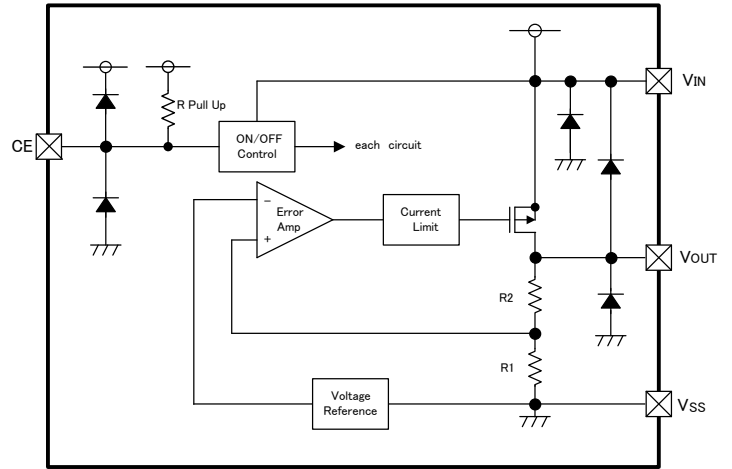 VIN
R Pull Up
CE
ON/OFF
Control
each circuit
−
Error
Amp
+
Current
Limit
VOUT
R2
R1
Voltage
Reference
VSS